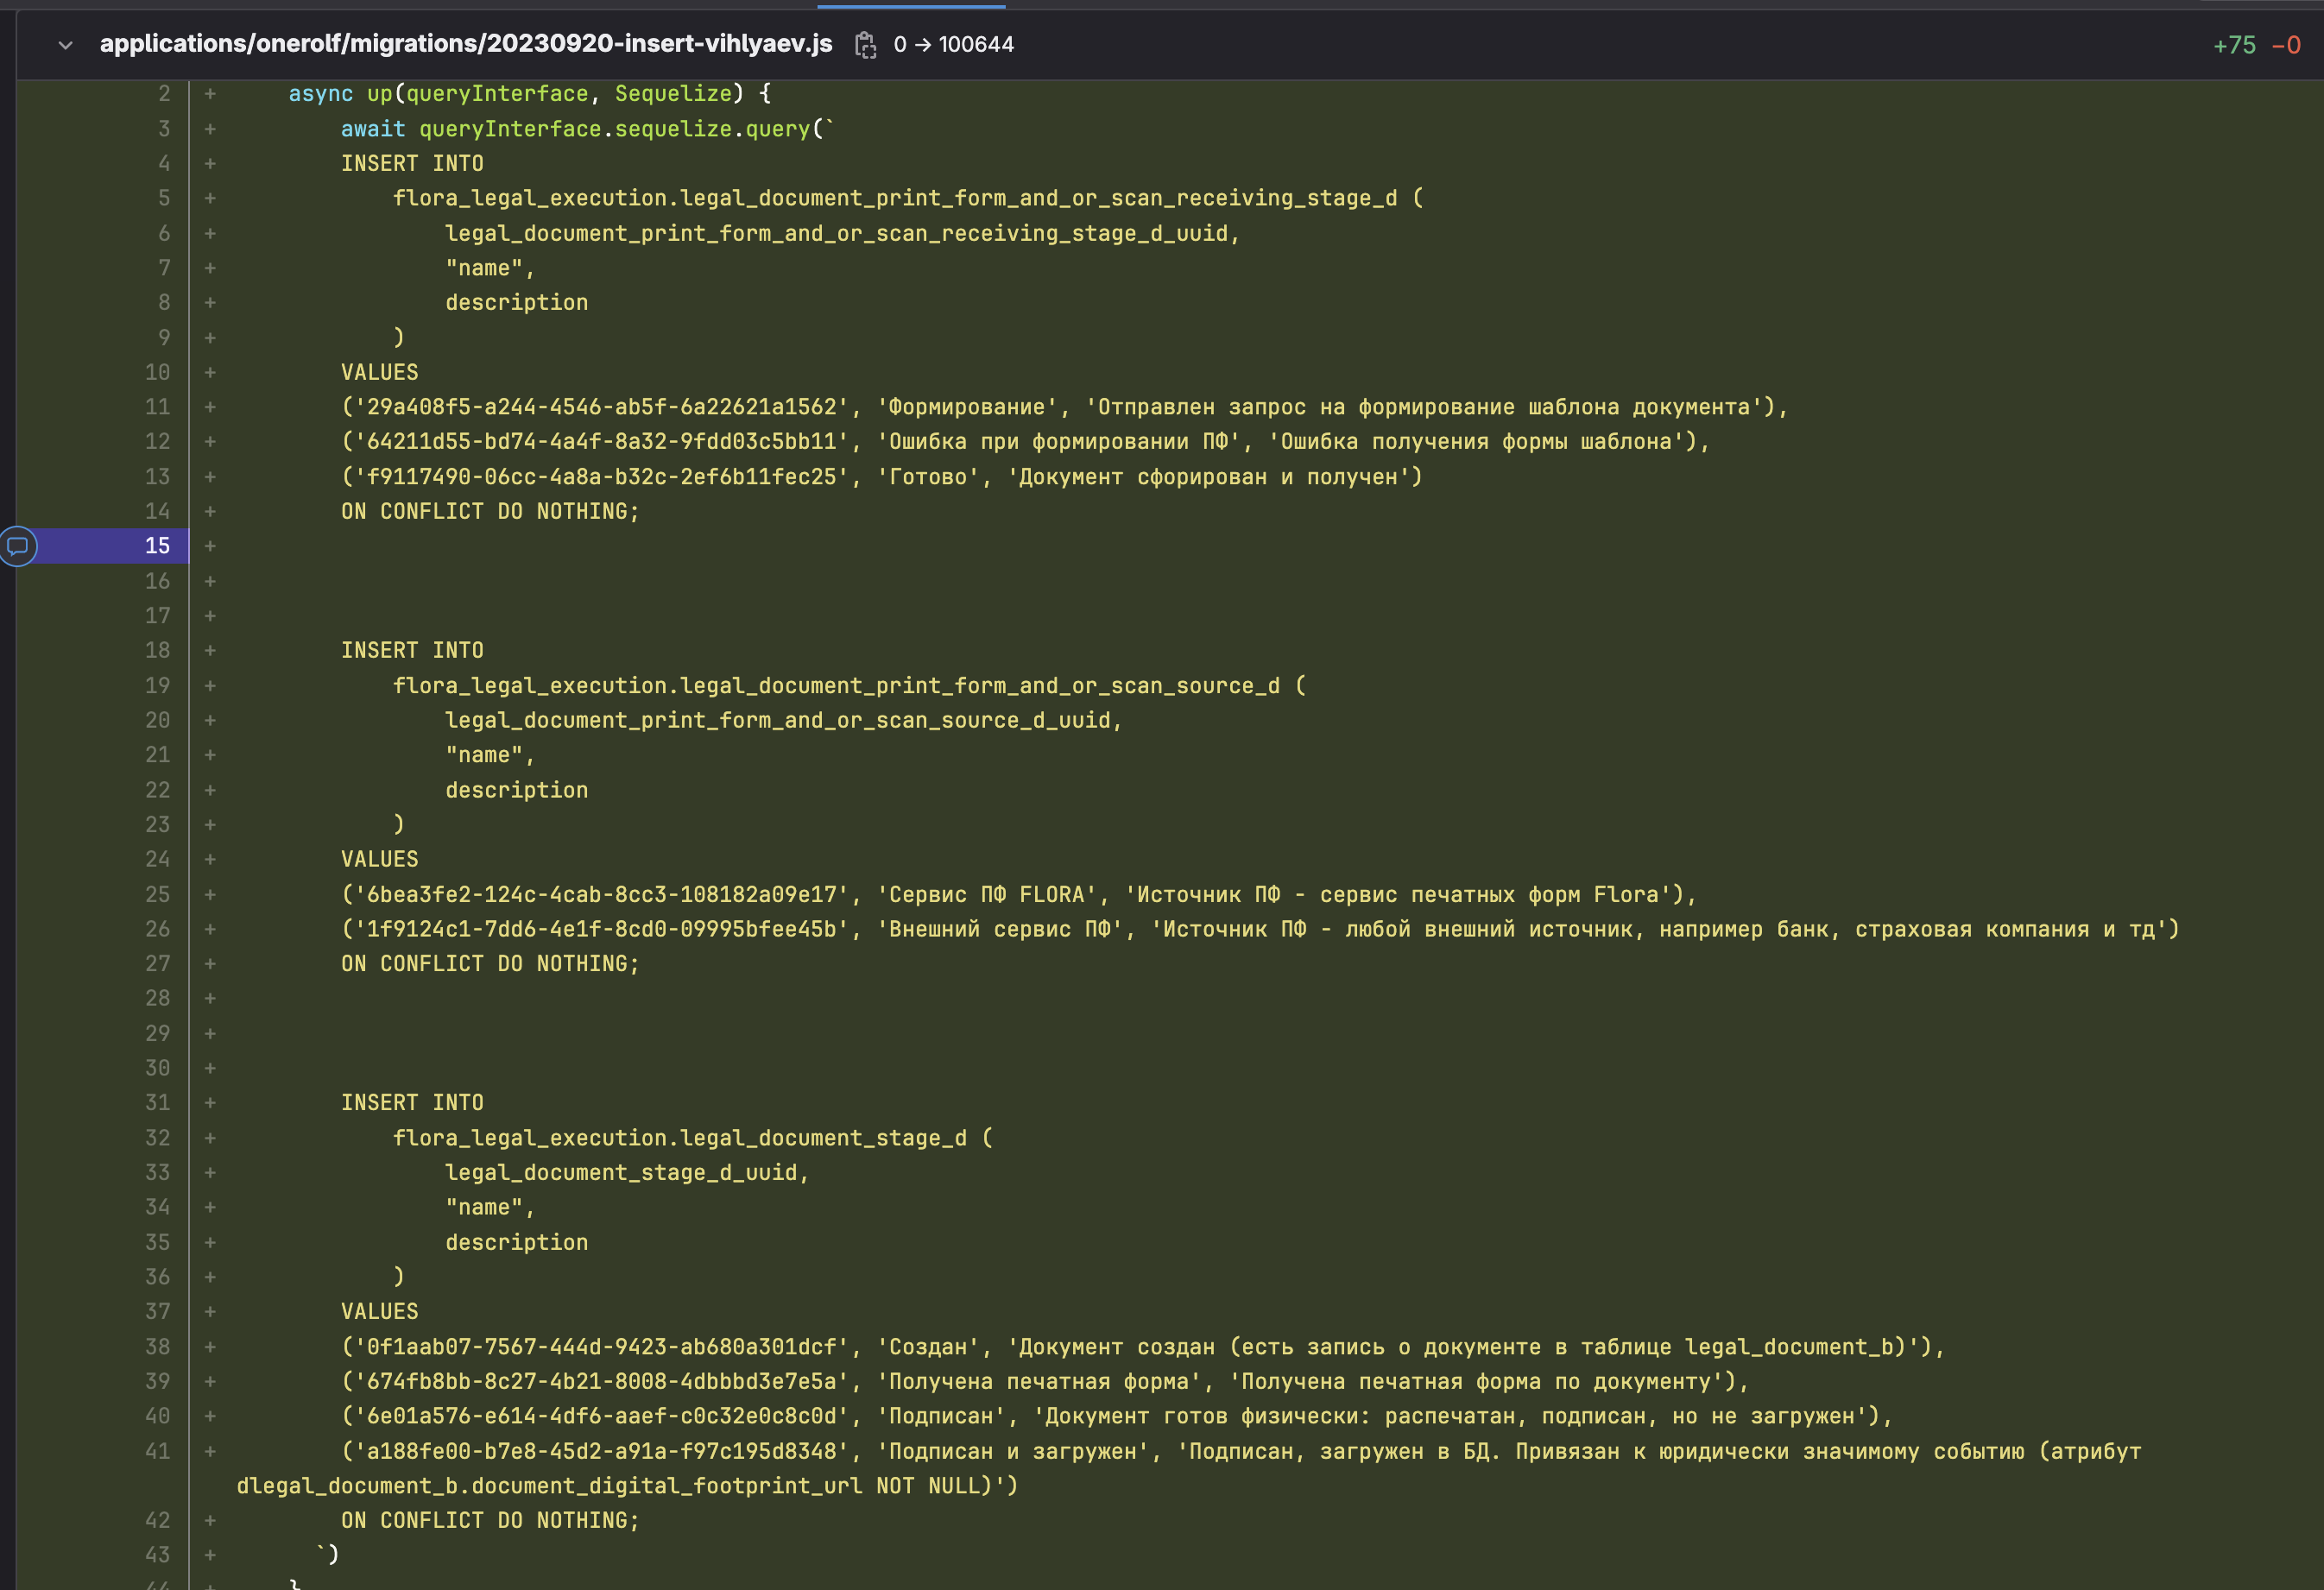 applications/onerolf/migrations/20230920-insert-vihlyaev.js 0 → 100644 +75 −0
2 + async up(queryInterface, Sequelize) {
3 + await queryInterface.sequelize.query(`
4 + INSERT INTO
5 + flora_legal_execution.legal_document_print_form_and_or_scan_receiving_stage_d (
6 + legal_document_print_form_and_or_scan_receiving_stage_d_uuid,
7 + "name",
8 + description
9 + )
10 + VALUES
11 + ('29a408f5-a244-4546-ab5f-6a22621a1562', 'Формирование', 'Отправлен запрос на формирование шаблона документа'),
12 + ('64211d55-bd74-4a4f-8a32-9fdd03c5bb11', 'Ошибка при формировании ПФ', 'Ошибка получения формы шаблона'),
13 + ('f9117490-06cc-4a8a-b32c-2ef6b11fec25', 'Готово', 'Документ сфорирован и получен')
14 + ON CONFLICT DO NOTHING;
15 +
16 +
17 +
18 + INSERT INTO
19 + flora_legal_execution.legal_document_print_form_and_or_scan_source_d (
20 + legal_document_print_form_and_or_scan_source_d_uuid,
21 + "name",
22 + description
23 + )
24 + VALUES
25 + ('6bea3fe2-124c-4cab-8cc3-108182a09e17', 'Сервис ПФ FLORA', 'Источник ПФ - сервис печатных форм Flora'),
26 + ('1f9124c1-7dd6-4e1f-8cd0-09995bfee45b', 'Внешний сервис ПФ', 'Источник ПФ - любой внешний источник, например банк, страховая компания и тд')
27 + ON CONFLICT DO NOTHING;
28 +
29 +
30 +
31 + INSERT INTO
32 + flora_legal_execution.legal_document_stage_d (
33 + legal_document_stage_d_uuid,
34 + "name",
35 + description
36 + )
37 + VALUES
38 + ('0f1aab07-7567-444d-9423-ab680a301dcf', 'Создан', 'Документ создан (есть запись о документе в таблице legal_document_b)'),
39 + ('674fb8bb-8c27-4b21-8008-4dbbbd3e7e5a', 'Получена печатная форма', 'Получена печатная форма по документу'),
40 + ('6e01a576-e614-4df6-aaef-c0c32e0c8c0d', 'Подписан', 'Документ готов физически: распечатан, подписан, но не загружен'),
41 + ('a188fe00-b7e8-45d2-a91a-f97c195d8348', 'Подписан и загружен', 'Подписан, загружен в БД. Привязан к юридически значимому событию (атрибут
dlegal_document_b.document_digital_footprint_url NOT NULL)')
42 + ON CONFLICT DO NOTHING;
43 + `)
44 + }